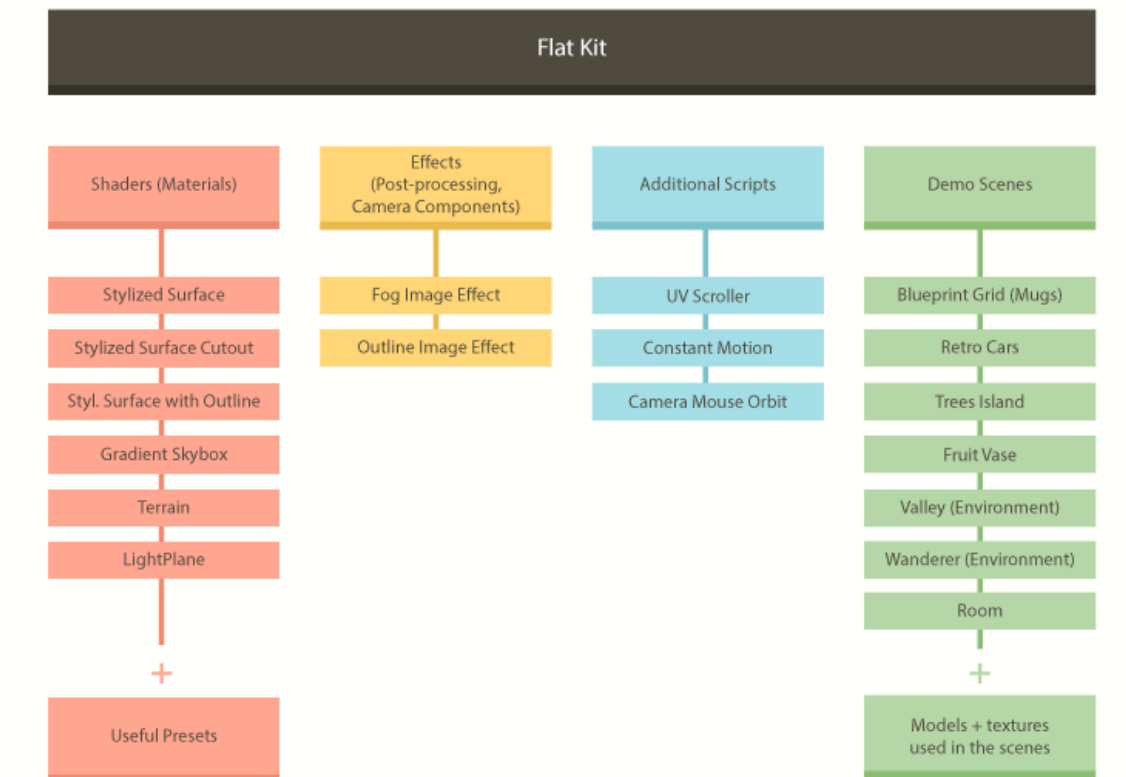 Flat Kit
Shaders (Materials)
Stylized Surface
Stylized Surface Cutout
Styl. Surface with Outline
Gradient Skybox
Terrain
LightPlane
+
Useful Presets
Effects
(Post-processing,
Camera Components)
Fog Image Effect
Outline Image Effect
Additional Scripts
UV Scroller
Constant Motion
Camera Mouse Orbit
Demo Scenes
Blueprint Grid (Mugs)
Retro Cars
Trees Island
Fruit Vase
Valley (Environment)
Wanderer (Environment)
Room
+
Models + textures
used in the scenes